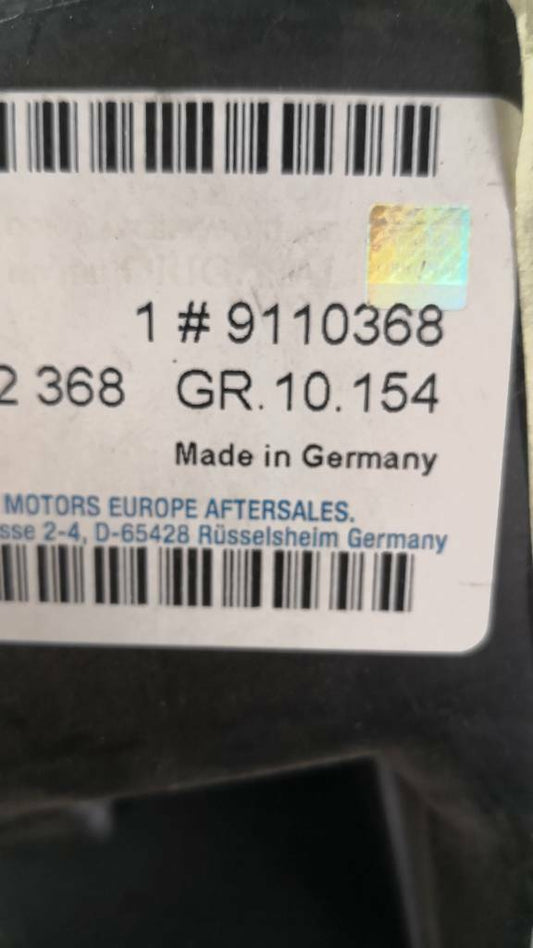 1 # 9110368
2 368 GR.10.154
Made in Germany
MOTORS EUROPE AFTERSALES.
sse 2-4, D-65428 Rüsselsheim Germany